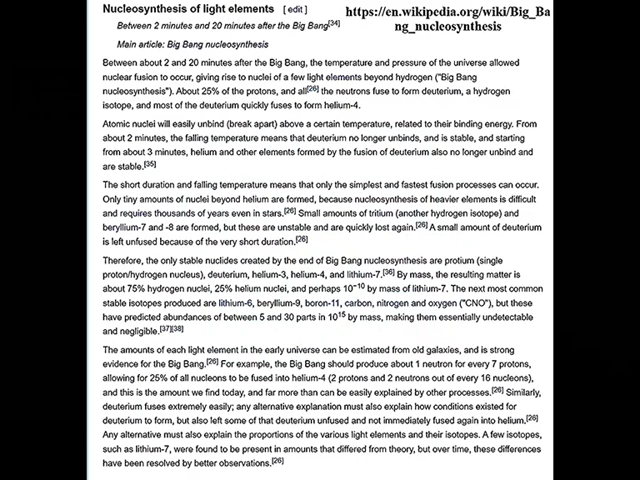 Nucleosynthesis of light elements [ edit ]
https://en.wikipedia.org/wiki/Big_Ba
ng_nucleosynthesis
Between 2 minutes and 20 minutes after the Big Bang[34]
Main article: Big Bang nucleosynthesis
Between about 2 and 20 minutes after the Big Bang, the temperature and pressure of the universe allowed
nuclear fusion to occur, giving rise to nuclei of a few light elements beyond hydrogen ("Big Bang
nucleosynthesis"). About 25% of the protons, and all[26] the neutrons fuse to form deuterium, a hydrogen
isotope, and most of the deuterium quickly fuses to form helium-4.
Atomic nuclei will easily unbind (break apart) above a certain temperature, related to their binding energy. From
about 2 minutes, the falling temperature means that deuterium no longer unbinds, and is stable, and starting
from about 3 minutes, helium and other elements formed by the fusion of deuterium also no longer unbind and
are stable.[35]
The short duration and falling temperature means that only the simplest and fastest fusion processes can occur.
Only tiny amounts of nuclei beyond helium are formed, because nucleosynthesis of heavier elements is difficult
and requires thousands of years even in stars.[26] Small amounts of tritium (another hydrogen isotope) and
beryllium-7 and -8 are formed, but these are unstable and are quickly lost again.[26] A small amount of deuterium
is left unfused because of the very short duration.[26]
Therefore, the only stable nuclides created by the end of Big Bang nucleosynthesis are protium (single
proton/hydrogen nucleus), deuterium, helium-3, helium-4, and lithium-7.[36] By mass, the resulting matter is
about 75% hydrogen nuclei, 25% helium nuclei, and perhaps 10⁻¹⁰ by mass of lithium-7. The next most common
stable isotopes produced are lithium-6, beryllium-9, boron-11, carbon, nitrogen and oxygen ("CNO"), but these
have predicted abundances of between 5 and 30 parts in 10¹⁵ by mass, making them essentially undetectable
and negligible.[37][38]
The amounts of each light element in the early universe can be estimated from old galaxies, and is strong
evidence for the Big Bang.[26] For example, the Big Bang should produce about 1 neutron for every 7 protons,
allowing for 25% of all nucleons to be fused into helium-4 (2 protons and 2 neutrons out of every 16 nucleons),
and this is the amount we find today, and far more than can be easily explained by other processes.[26] Similarly,
deuterium fuses extremely easily; any alternative explanation must also explain how conditions existed for
deuterium to form, but also left some of that deuterium unfused and not immediately fused again into helium.[26]
Any alternative must also explain the proportions of the various light elements and their isotopes. A few isotopes,
such as lithium-7, were found to be present in amounts that differed from theory, but over time, these differences
have been resolved by better observations.[26]